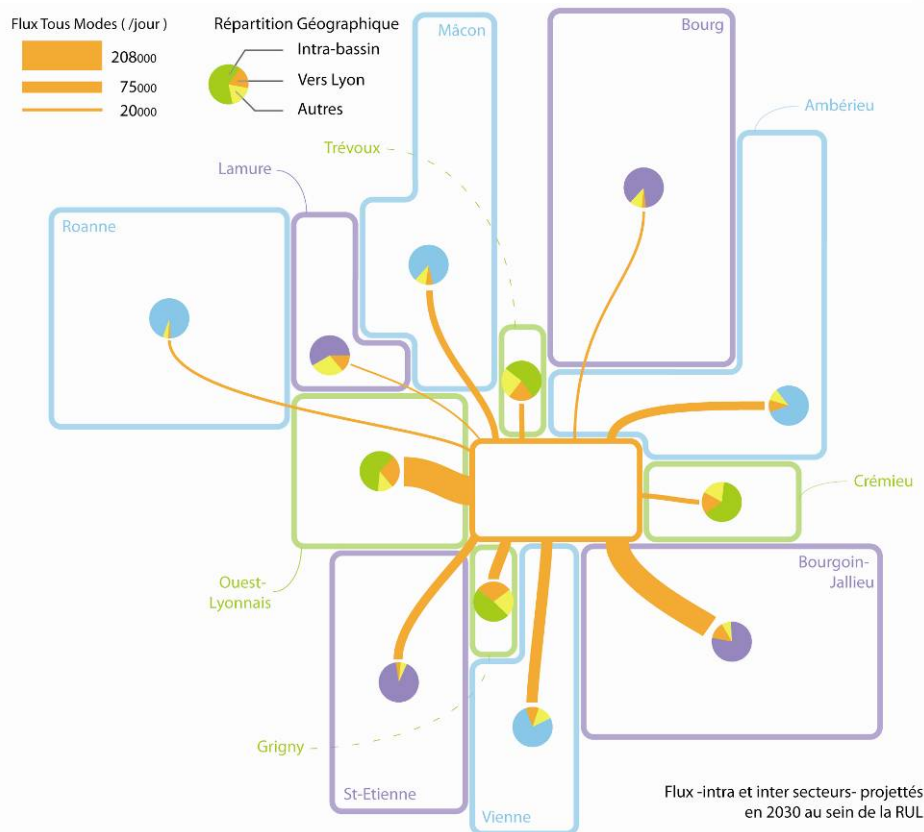 Flux Tous Modes ( /jour )
208000
75000
20000
Répartition Géographique
Intra-bassin
Vers Lyon
Autres
Mâcon
Bourg
Ambérieu
Trévoux
Lamure
Roanne
Crémieu
Ouest-
Lyonnais
Bourgoin-
Jallieu
Grigny
St-Etienne
Vienne
Flux -intra et inter secteurs- projettés
en 2030 au sein de la RUL